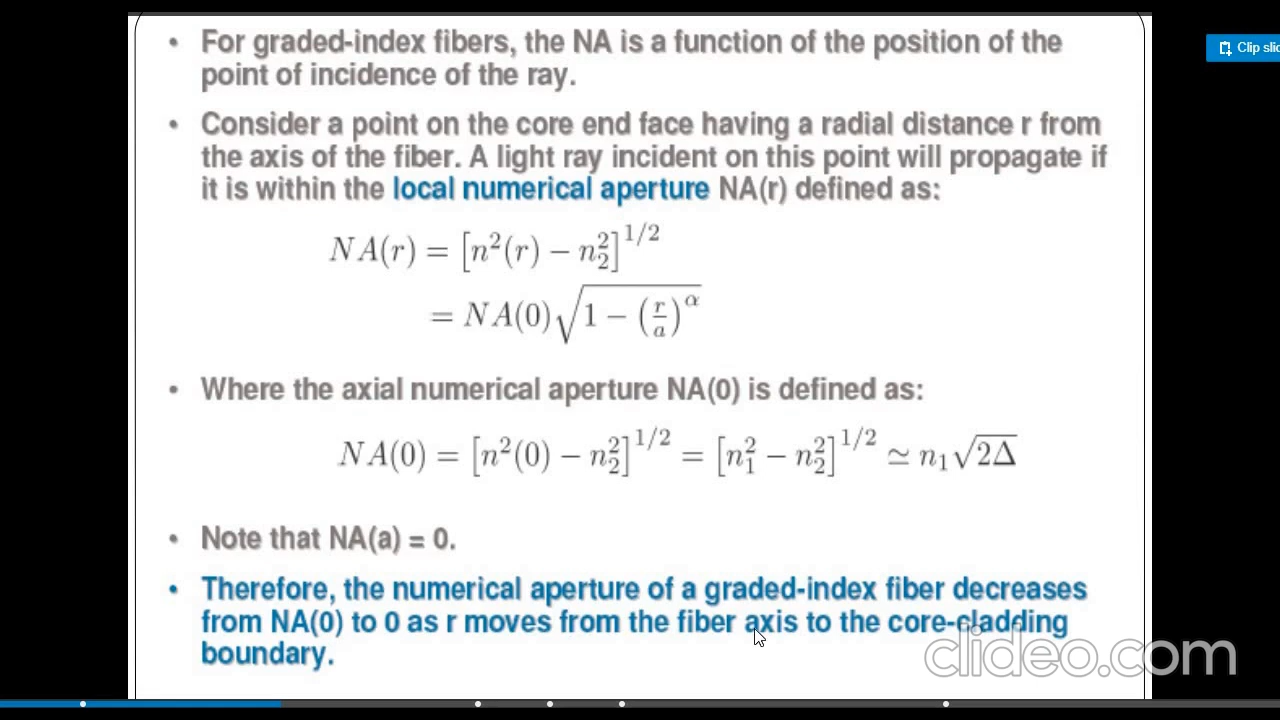 • For graded-index fibers, the NA is a function of the position of the
point of incidence of the ray.
Clip slid
• Consider a point on the core end face having a radial distance r from
the axis of the fiber. A light ray incident on this point will propagate if
it is within the local numerical aperture NA(r) defined as:
NA(r) = [n²(r) − n₂²]^{1/2}
= NA(0)√(1 − (r/a)^α)
• Where the axial numerical aperture NA(0) is defined as:
NA(0) = [n²(0) − n₂²]^{1/2} = [n₁² − n₂²]^{1/2} ≃ n₁√(2Δ)
• Note that NA(a) = 0.
• Therefore, the numerical aperture of a graded-index fiber decreases
from NA(0) to 0 as r moves from the fiber axis to the core-cladding
boundary.
clideo.com